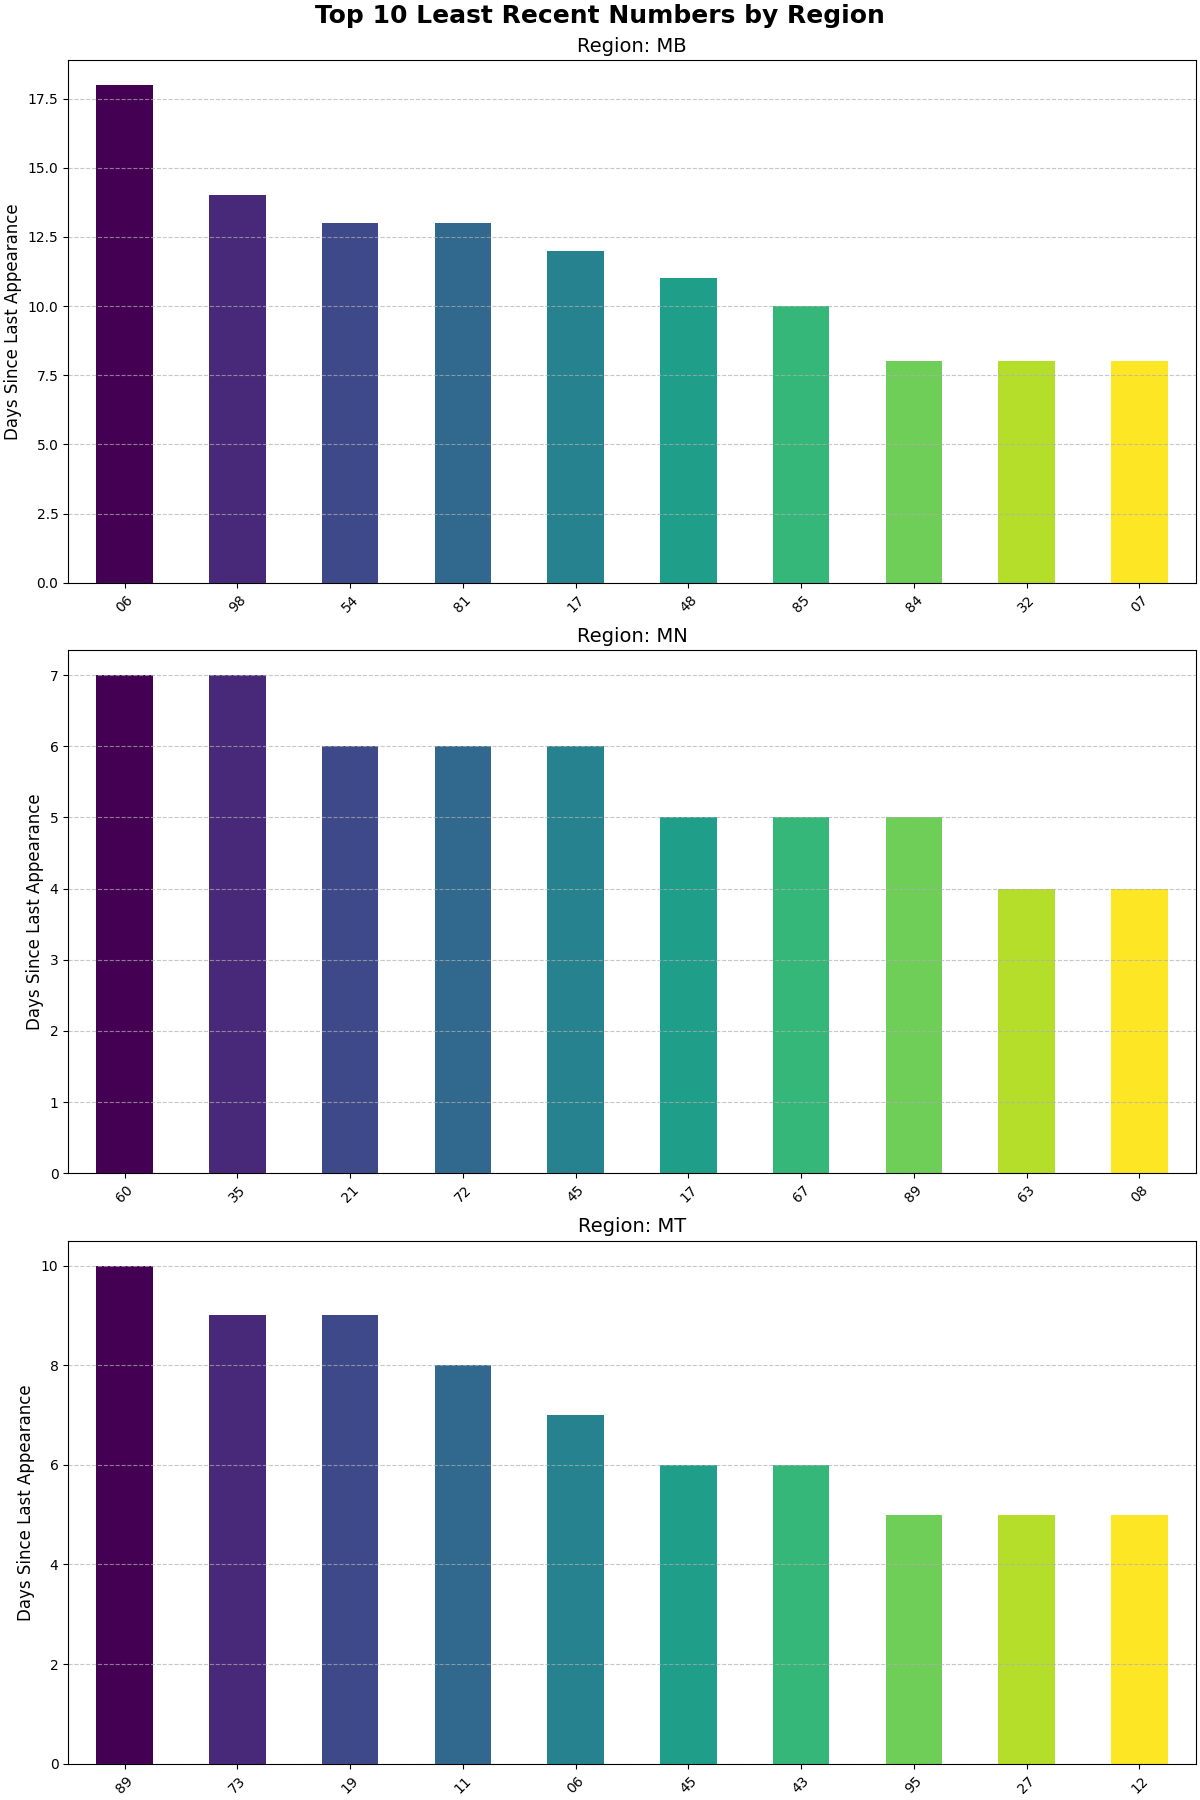 Top 10 Least Recent Numbers by Region
Region: MB
Days Since Last Appearance
17.5
15.0
12.5
10.0
7.5
5.0
2.5
0.0
06 98 54 81 17 48 85 84 32 07
Region: MN
Days Since Last Appearance
7
6
5
4
3
2
1
0
60 35 21 72 45 17 67 89 63 08
Region: MT
Days Since Last Appearance
10
8
6
4
2
0
89 73 19 11 06 45 43 95 27 12